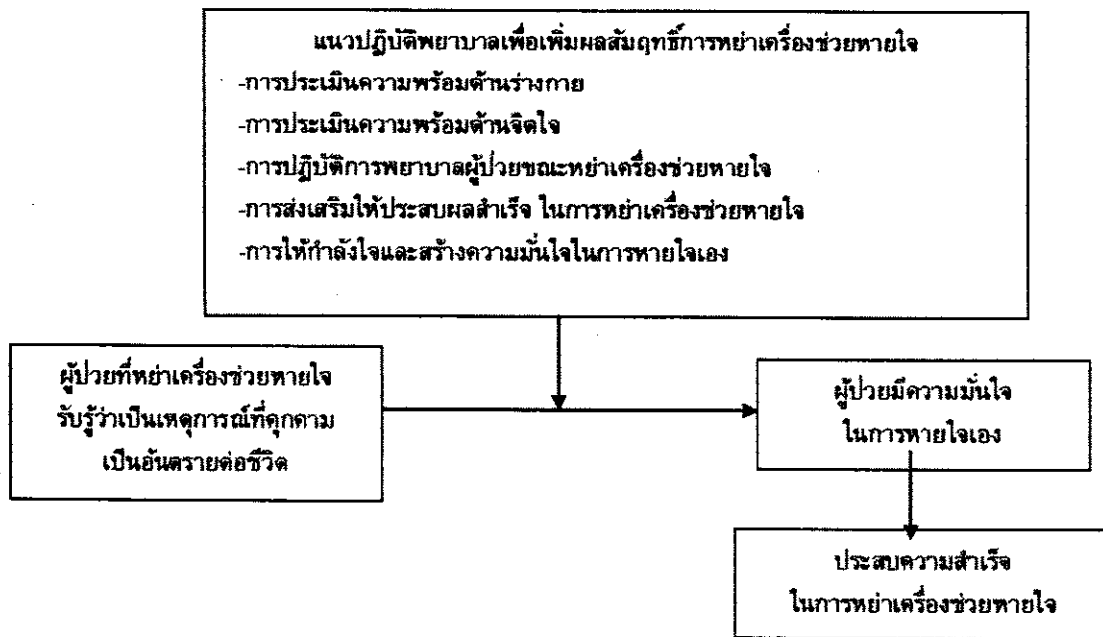 แนวปฏิบัติพยาบาลเพื่อเพิ่มผลสัมฤทธิ์การหย่าเครื่องช่วยหายใจ
-การประเมินความพร้อมด้านร่างกาย
-การประเมินความพร้อมด้านจิตใจ
-การปฏิบัติการพยาบาลผู้ป่วยขณะหย่าเครื่องช่วยหายใจ
-การส่งเสริมให้ประสบผลสำเร็จ ในการหย่าเครื่องช่วยหายใจ
-การให้กำลังใจและสร้างความมั่นใจในการหายใจเอง
ผู้ป่วยที่หย่าเครื่องช่วยหายใจ
รับรู้ว่าเป็นเหตุการณ์ที่คุกคาม
เป็นอันตรายต่อชีวิต
ผู้ป่วยมีความมั่นใจ
ในการหายใจเอง
ประสบความสำเร็จ
ในการหย่าเครื่องช่วยหายใจ